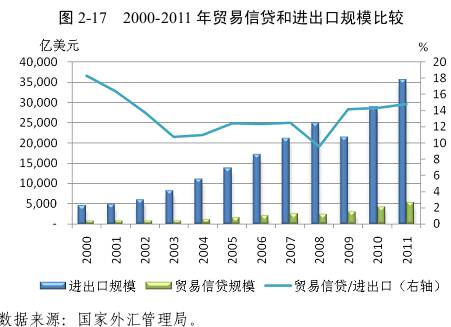 图 2-17 2000-2011 年贸易信贷和进出口规模比较
亿美元 %
40,000 20
35,000 18
30,000 16
25,000 14
20,000 12
15,000 10
10,000 8
5,000 6
- 4
2
0
2000 2001 2002 2003 2004 2005 2006 2007 2008 2009 2010 2011
进出口规模 贸易信贷规模 贸易信贷/进出口（右轴）
数据来源：国家外汇管理局。